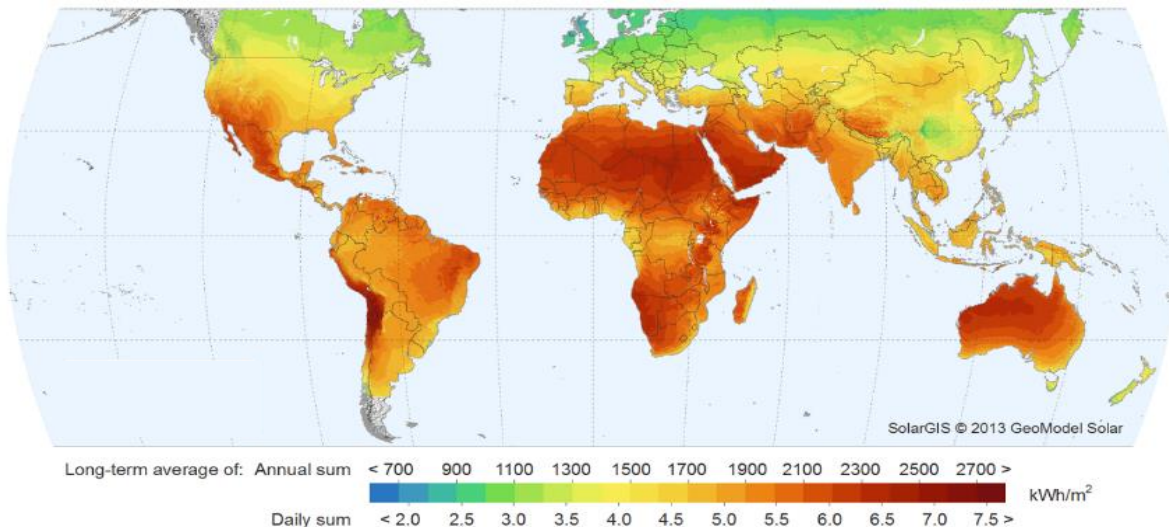 SolarGIS © 2013 GeoModel Solar
Long-term average of: Annual sum < 700 900 1100 1300 1500 1700 1900 2100 2300 2500 2700 >
kWh/m²
Daily sum < 2.0 2.5 3.0 3.5 4.0 4.5 5.0 5.5 6.0 6.5 7.0 7.5 >